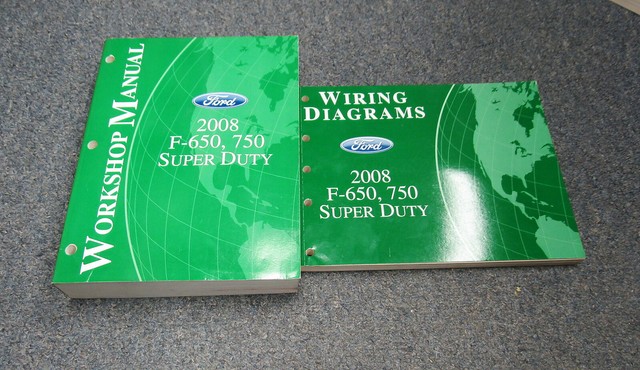 WORKSHOP MANUAL
Ford
2008
F-650, 750
SUPER DUTY
WIRING
DIAGRAMS
Ford
2008
F-650, 750
SUPER DUTY